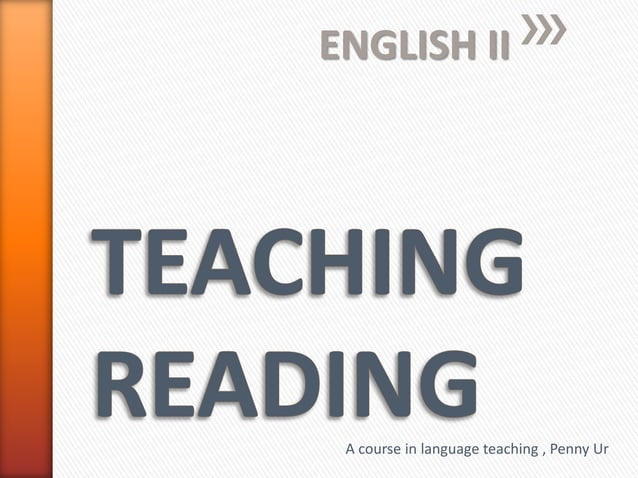 ENGLISH II
TEACHING
READING
A course in language teaching , Penny Ur